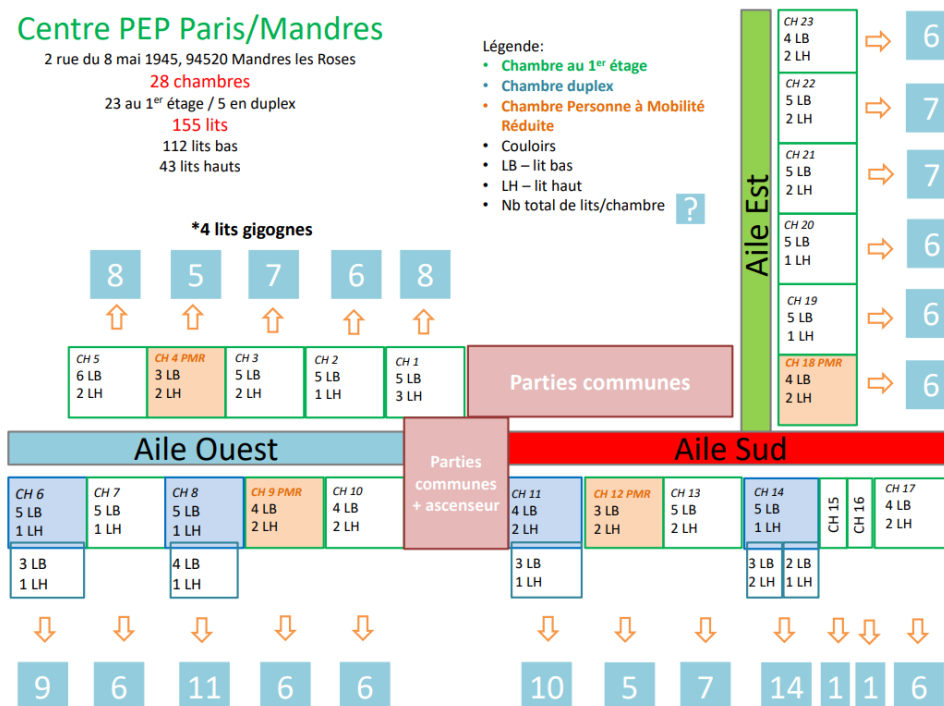 Centre PEP Paris/Mandres
2 rue du 8 mai 1945, 94520 Mandres les Roses
28 chambres
23 au 1er étage / 5 en duplex
155 lits
112 lits bas
43 lits hauts
*4 lits gigognes
Légende:
• Chambre au 1er étage
• Chambre duplex
• Chambre Personne à Mobilité
Réduite
• Couloirs
• LB – lit bas
• LH – lit haut
• Nb total de lits/chambre ?
Aile Est
CH 23
4 LB
2 LH
6
CH 22
5 LB
2 LH
7
CH 21
5 LB
2 LH
7
CH 20
5 LB
1 LH
6
CH 19
5 LB
1 LH
6
CH 18 PMR
4 LB
2 LH
6
8
5
7
6
8
CH 5
6 LB
2 LH
CH 4 PMR
3 LB
2 LH
CH 3
5 LB
2 LH
CH 2
5 LB
1 LH
CH 1
5 LB
3 LH
Parties communes
Aile Ouest
Parties
communes
+ ascenseur
Aile Sud
CH 6
5 LB
1 LH
CH 7
5 LB
1 LH
CH 8
5 LB
1 LH
CH 9 PMR
4 LB
2 LH
CH 10
4 LB
2 LH
CH 11
4 LB
2 LH
CH 12 PMR
3 LB
2 LH
CH 13
5 LB
2 LH
CH 14
5 LB
1 LH
CH 15
CH 16
CH 17
4 LB
2 LH
3 LB
1 LH
4 LB
1 LH
3 LB
1 LH
3 LB
2 LH
2 LB
1 LH
9
6
11
6
6
10
5
7
14
1
1
6